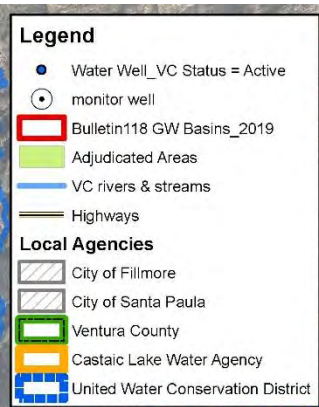 Legend
Water Well_VC Status = Active
monitor well
Bulletin118 GW Basins_2019
Adjudicated Areas
VC rivers & streams
Highways
Local Agencies
City of Fillmore
City of Santa Paula
Ventura County
Castaic Lake Water Agency
United Water Conservation District